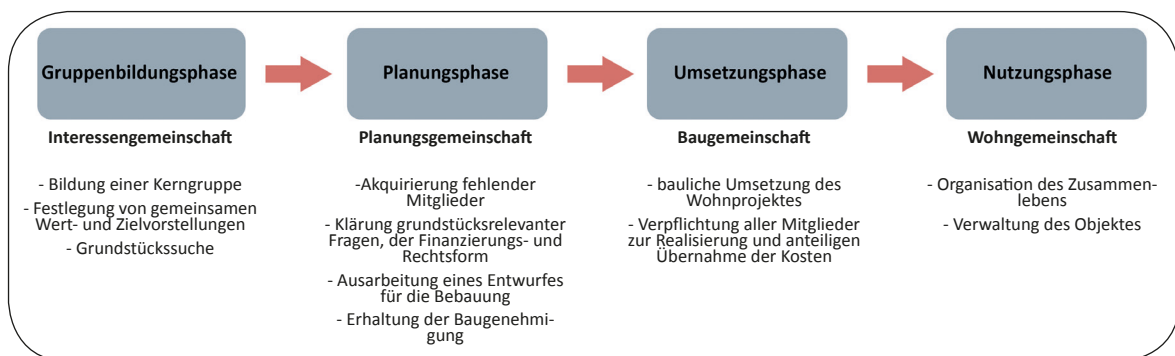 Gruppenbildungsphase
Interessengemeinschaft
- Bildung einer Kerngruppe
- Festlegung von gemeinsamen
Wert- und Zielvorstellungen
- Grundstückssuche
Planungsphase
Planungsgemeinschaft
-Akquirierung fehlender
Mitglieder
- Klärung grundstücksrelevanter
Fragen, der Finanzierungs- und
Rechtsform
- Ausarbeitung eines Entwurfes
für die Bebauung
- Erhaltung der Baugenehmi-
gung
Umsetzungsphase
Baugemeinschaft
- bauliche Umsetzung des
Wohnprojektes
- Verpflichtung aller Mitglieder
zur Realisierung und anteiligen
Übernahme der Kosten
Nutzungsphase
Wohngemeinschaft
- Organisation des Zusammen-
lebens
- Verwaltung des Objektes